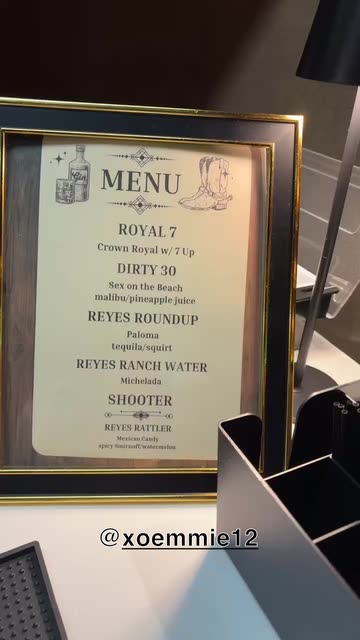 Gin
MENU
ROYAL 7
Crown Royal w/ 7 Up
DIRTY 30
Sex on the Beach
malibu/pineapple juice
REYES ROUNDUP
Paloma
tequila/squirt
REYES RANCH WATER
Michelada
SHOOTER
REYES RATTLER
Mexican Candy
spicy Smirnoff/watermelon
@xoemmie12